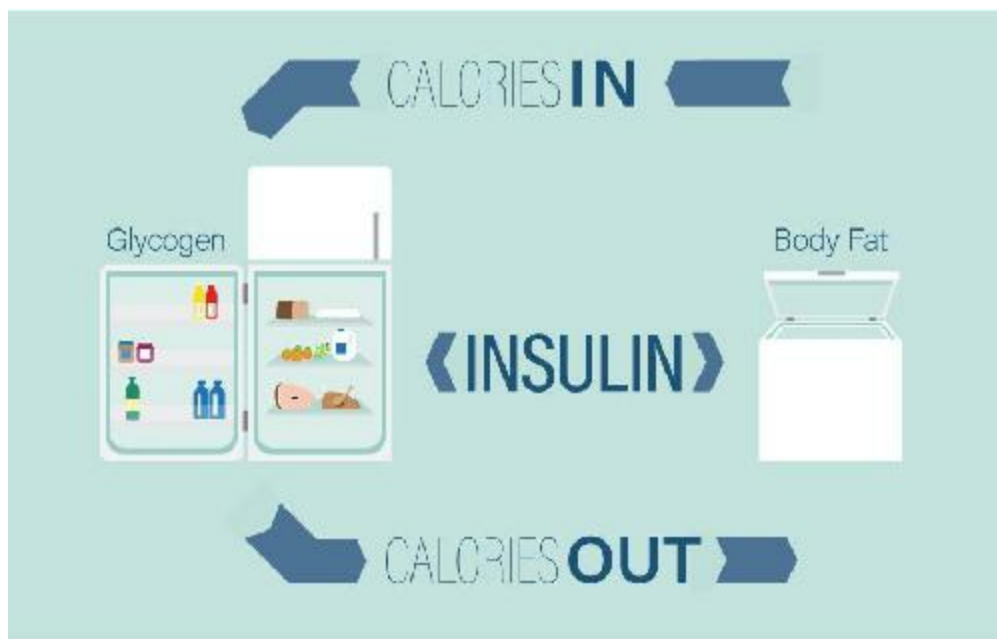 CALORIES IN
Glycogen
Body Fat
INSULIN
CALORIES OUT